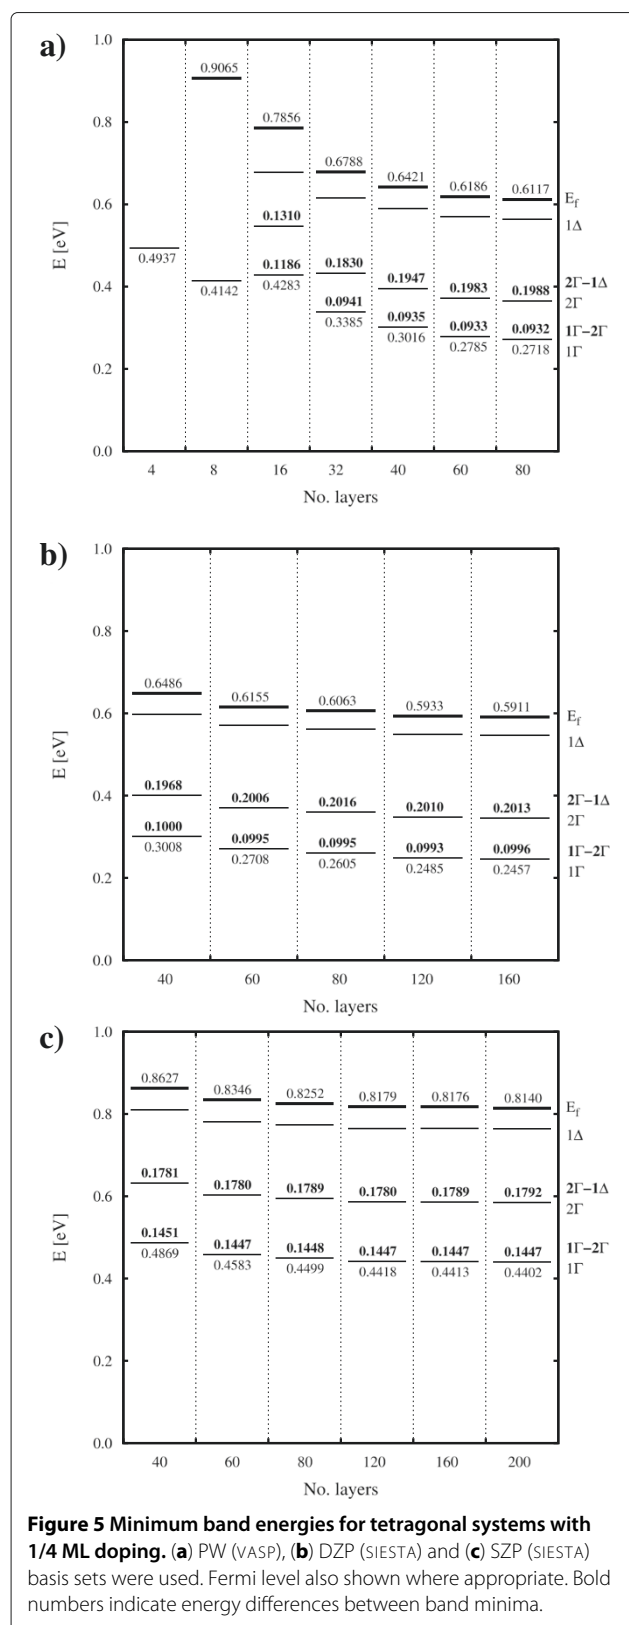 a)
1.0
0.8
0.6
0.4
0.2
0.0
E [eV]
0.9065
0.7856
0.6788
0.6421
0.6186
0.6117
E_f
1Δ
0.4937
0.1310
0.1830
0.1947
0.1983
0.1988
2Γ–1Δ
2Γ
0.4142
0.1186
0.4283
0.0941
0.3385
0.0935
0.3016
0.0933
0.2785
0.0932
0.2718
1Γ–2Γ
1Γ
4 8 16 32 40 60 80
No. layers
b)
1.0
0.8
0.6
0.4
0.2
0.0
E [eV]
0.6486
0.6155
0.6063
0.5933
0.5911
E_f
1Δ
0.1968
0.2006
0.2016
0.2010
0.2013
2Γ–1Δ
2Γ
0.1000
0.3008
0.0995
0.2708
0.0995
0.2605
0.0993
0.2485
0.0996
0.2457
1Γ–2Γ
1Γ
40 60 80 120 160
No. layers
c)
1.0
0.8
0.6
0.4
0.2
0.0
E [eV]
0.8627
0.8346
0.8252
0.8179
0.8176
0.8140
E_f
1Δ
0.1781
0.1780
0.1789
0.1780
0.1789
0.1792
2Γ–1Δ
2Γ
0.1451
0.4869
0.1447
0.4583
0.1448
0.4499
0.1447
0.4418
0.1447
0.4413
0.1447
0.4402
1Γ–2Γ
1Γ
40 60 80 120 160 200
No. layers
Figure 5 Minimum band energies for tetragonal systems with
1/4 ML doping. (a) PW (VASP), (b) DZP (SIESTA) and (c) SZP (SIESTA)
basis sets were used. Fermi level also shown where appropriate. Bold
numbers indicate energy differences between band minima.